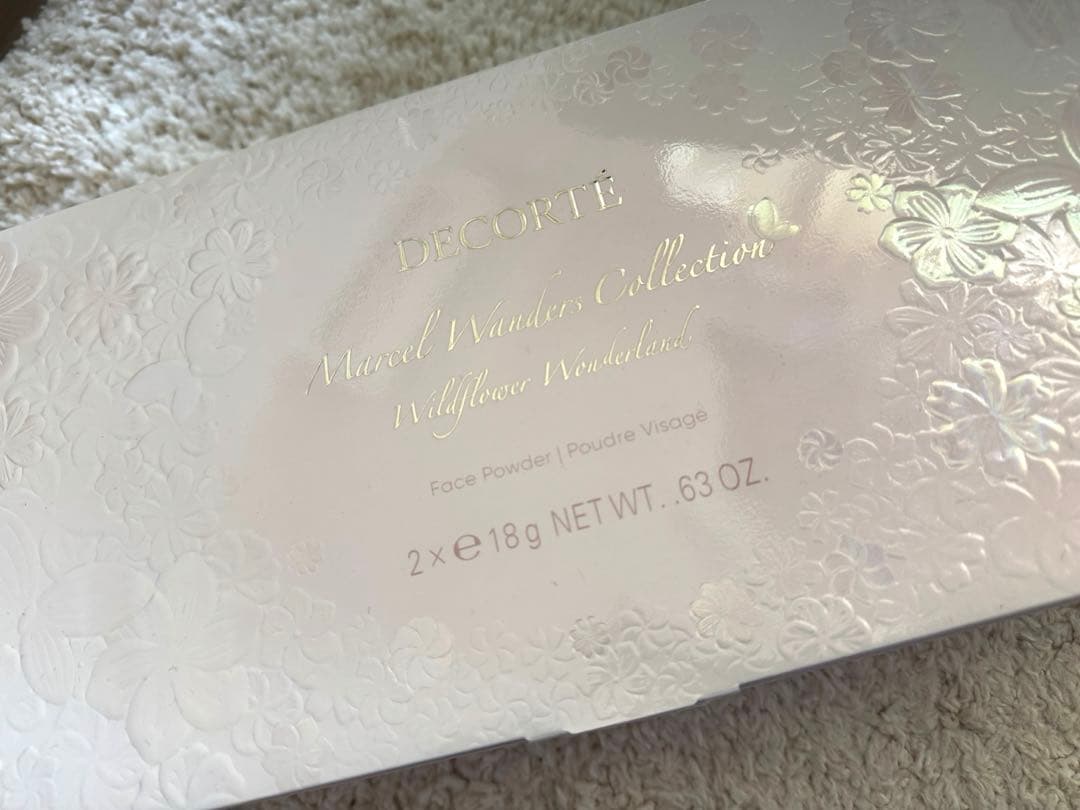 DECORTÉ
Marcel Wanders Collection
Wildflower Wonderland
Face Powder | Poudre Visage
2 x ℮ 18 g NET WT. .63 OZ.